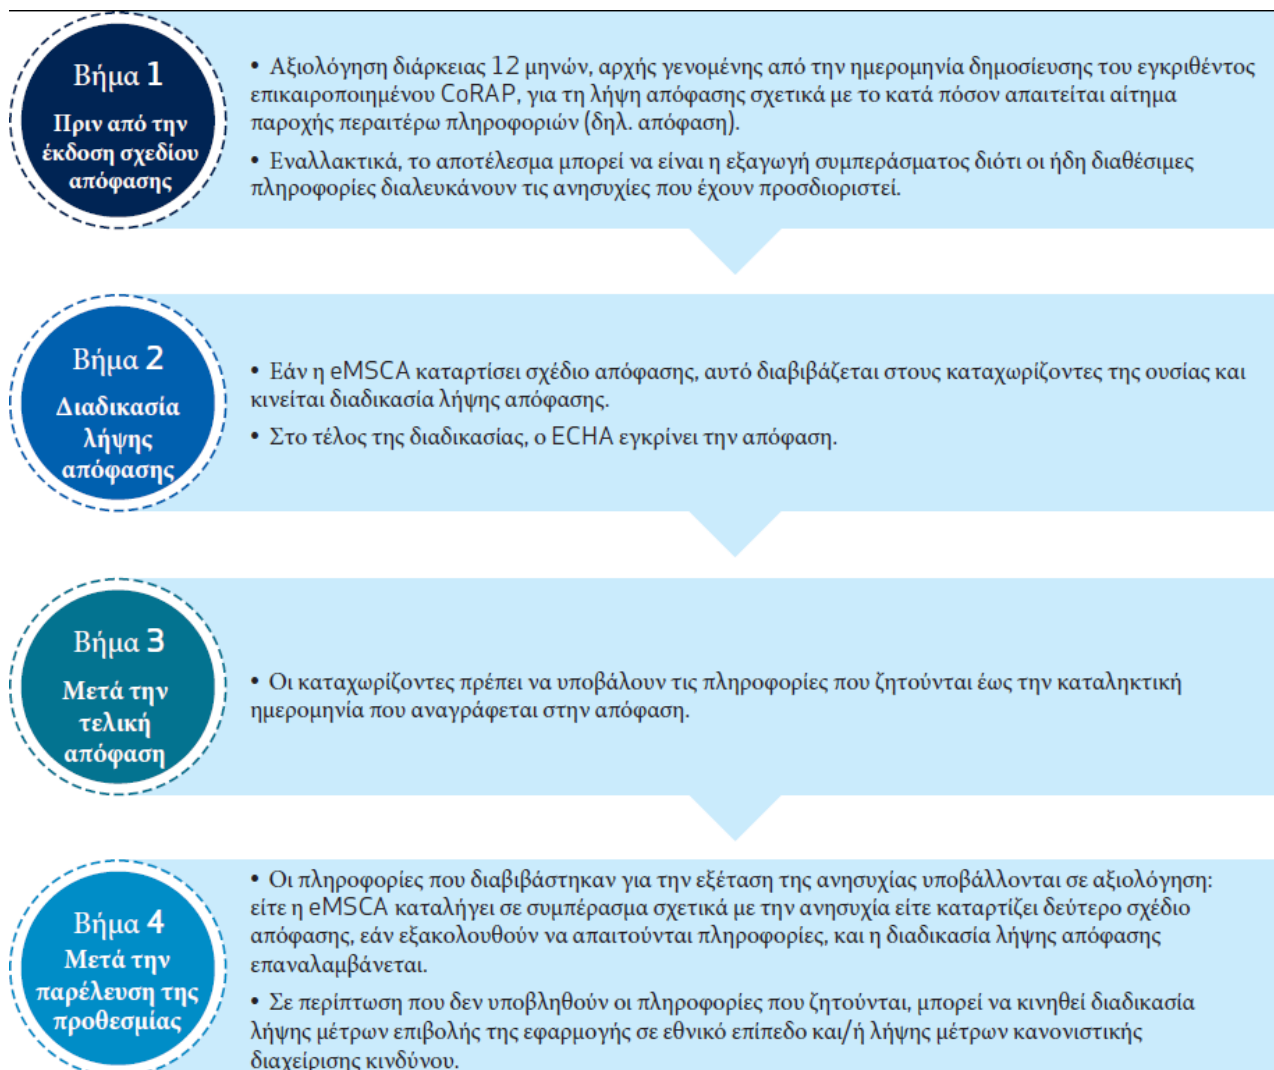 Βήμα 1
Πριν από την
έκδοση σχεδίου
απόφασης
• Αξιολόγηση διάρκειας 12 μηνών, αρχής γενομένης από την ημερομηνία δημοσίευσης του εγκριθέντος
επικαιροποιημένου CoRAP, για τη λήψη απόφασης σχετικά με το κατά πόσον απαιτείται αίτημα
παροχής περαιτέρω πληροφοριών (δηλ. απόφαση).
• Εναλλακτικά, το αποτέλεσμα μπορεί να είναι η εξαγωγή συμπεράσματος διότι οι ήδη διαθέσιμες
πληροφορίες διαλευκάνουν τις ανησυχίες που έχουν προσδιοριστεί.
Βήμα 2
Διαδικασία
λήψης
απόφασης
• Εάν η eMSCA καταρτίσει σχέδιο απόφασης, αυτό διαβιβάζεται στους καταχωρίζοντες της ουσίας και
κινείται διαδικασία λήψης απόφασης.
• Στο τέλος της διαδικασίας, ο ECHA εγκρίνει την απόφαση.
Βήμα 3
Μετά την
τελική
απόφαση
• Οι καταχωρίζοντες πρέπει να υποβάλουν τις πληροφορίες που ζητούνται έως την καταληκτική
ημερομηνία που αναγράφεται στην απόφαση.
Βήμα 4
Μετά την
παρέλευση της
προθεσμίας
• Οι πληροφορίες που διαβιβάστηκαν για την εξέταση της ανησυχίας υποβάλλονται σε αξιολόγηση:
είτε η eMSCA καταλήγει σε συμπέρασμα σχετικά με την ανησυχία είτε καταρτίζει δεύτερο σχέδιο
απόφασης, εάν εξακολουθούν να απαιτούνται πληροφορίες, και η διαδικασία λήψης απόφασης
επαναλαμβάνεται.
• Σε περίπτωση που δεν υποβληθούν οι πληροφορίες που ζητούνται, μπορεί να κινηθεί διαδικασία
λήψης μέτρων επιβολής της εφαρμογής σε εθνικό επίπεδο και/ή λήψης μέτρων κανονιστικής
διαχείρισης κινδύνου.